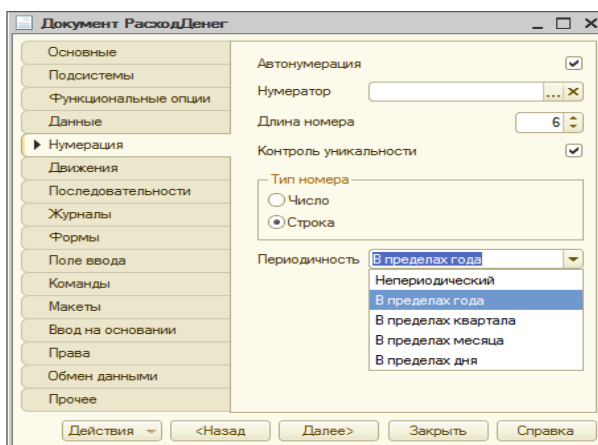 Документ РасходДенег
Основные
Подсистемы
Функциональные опции
Данные
Нумерация
Движения
Последовательности
Журналы
Формы
Поле ввода
Команды
Макеты
Ввод на основании
Права
Обмен данными
Прочее
Автонумерация
Нумератор ...
Длина номера 6
Контроль уникальности
Тип номера
Число
Строка
Периодичность В пределах года
Непериодический
В пределах года
В пределах квартала
В пределах месяца
В пределах дня
Действия <Назад Далее> Закрыть Справка